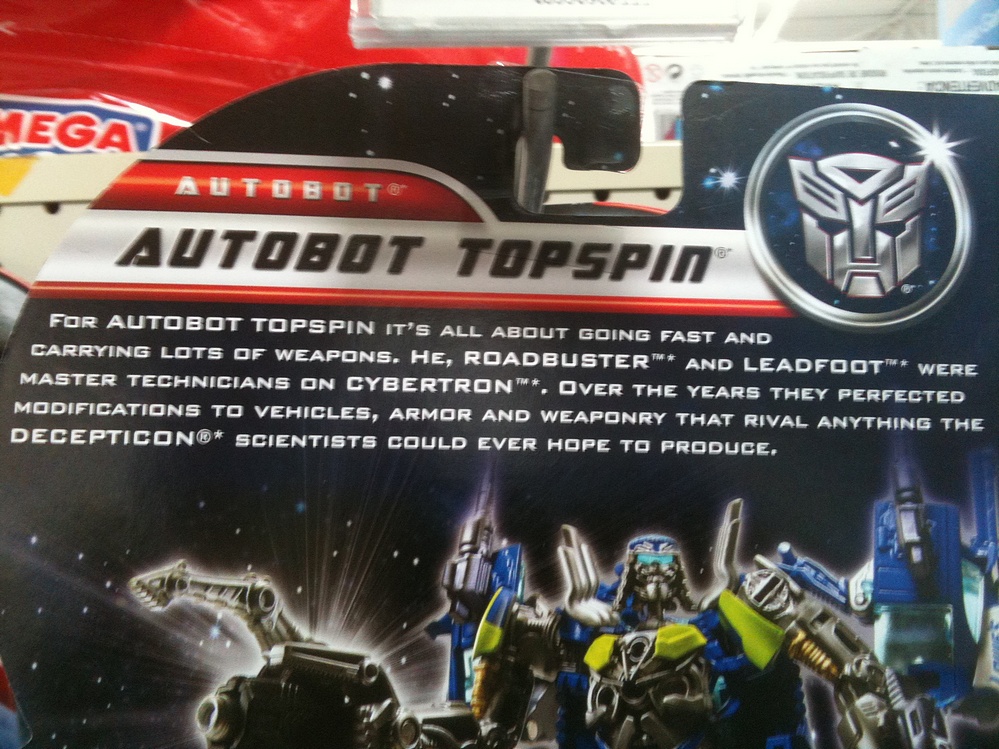 MEGA
AUTOBOT®
AUTOBOT TOPSPIN®
FOR AUTOBOT TOPSPIN IT'S ALL ABOUT GOING FAST AND
CARRYING LOTS OF WEAPONS. HE, ROADBUSTER™* AND LEADFOOT™* WERE
MASTER TECHNICIANS ON CYBERTRON™*. OVER THE YEARS THEY PERFECTED
MODIFICATIONS TO VEHICLES, ARMOR AND WEAPONRY THAT RIVAL ANYTHING THE
DECEPTICON®* SCIENTISTS COULD EVER HOPE TO PRODUCE.